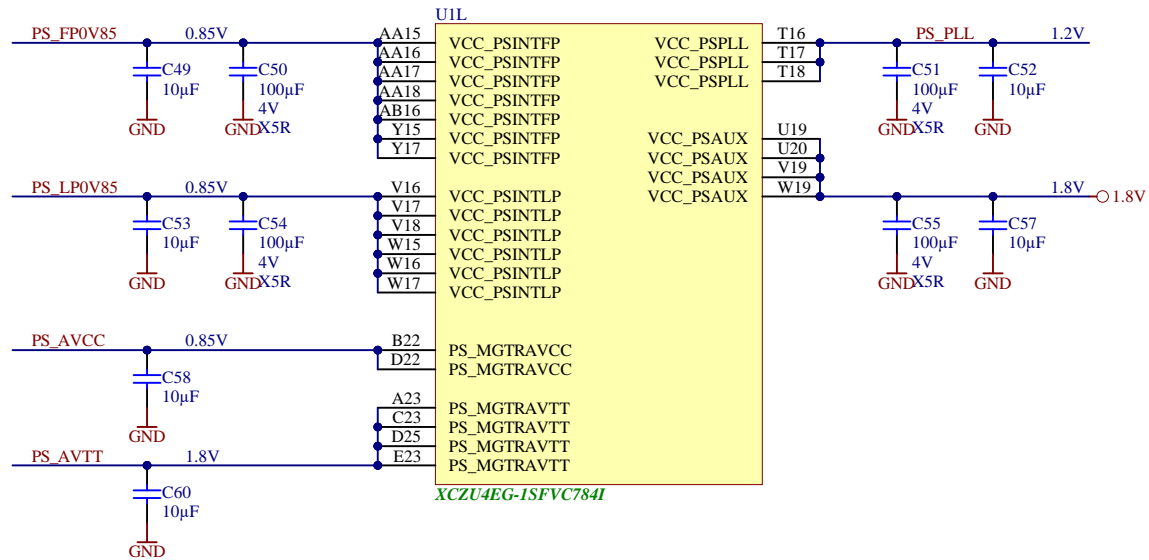 U1L
PS_FP0V85 0.85V
C49
10µF
GND
C50
100µF
4V
X5R
GND
AA15 VCC_PSINTFP
AA16 VCC_PSINTFP
AA17 VCC_PSINTFP
AA18 VCC_PSINTFP
AB16 VCC_PSINTFP
Y15 VCC_PSINTFP
Y17 VCC_PSINTFP
VCC_PSPLL T16
VCC_PSPLL T17
VCC_PSPLL T18
PS_PLL 1.2V
C51
100µF
4V
X5R
GND
C52
10µF
GND
PS_LP0V85 0.85V
C53
10µF
GND
C54
100µF
4V
X5R
GND
V16 VCC_PSINTLP
V17 VCC_PSINTLP
V18 VCC_PSINTLP
W15 VCC_PSINTLP
W16 VCC_PSINTLP
W17 VCC_PSINTLP
VCC_PSAUX U19
VCC_PSAUX U20
VCC_PSAUX V19
VCC_PSAUX W19
1.8V 1.8V
C55
100µF
4V
X5R
GND
C57
10µF
GND
PS_AVCC 0.85V
C58
10µF
GND
B22 PS_MGTRAVCC
D22 PS_MGTRAVCC
A23 PS_MGTRAVTT
C23 PS_MGTRAVTT
D25 PS_MGTRAVTT
E23 PS_MGTRAVTT
PS_AVTT 1.8V
C60
10µF
GND
XCZU4EG-1SFVC784I